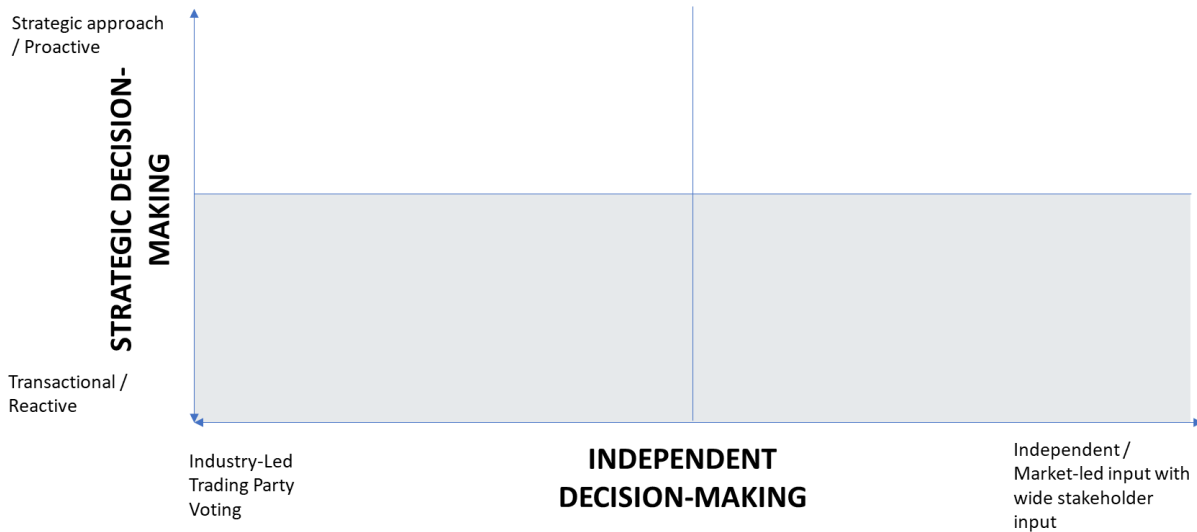 Strategic approach
/ Proactive
STRATEGIC DECISION-
MAKING
Transactional /
Reactive
Industry-Led
Trading Party
Voting
INDEPENDENT
DECISION-MAKING
Independent /
Market-led input with
wide stakeholder
input